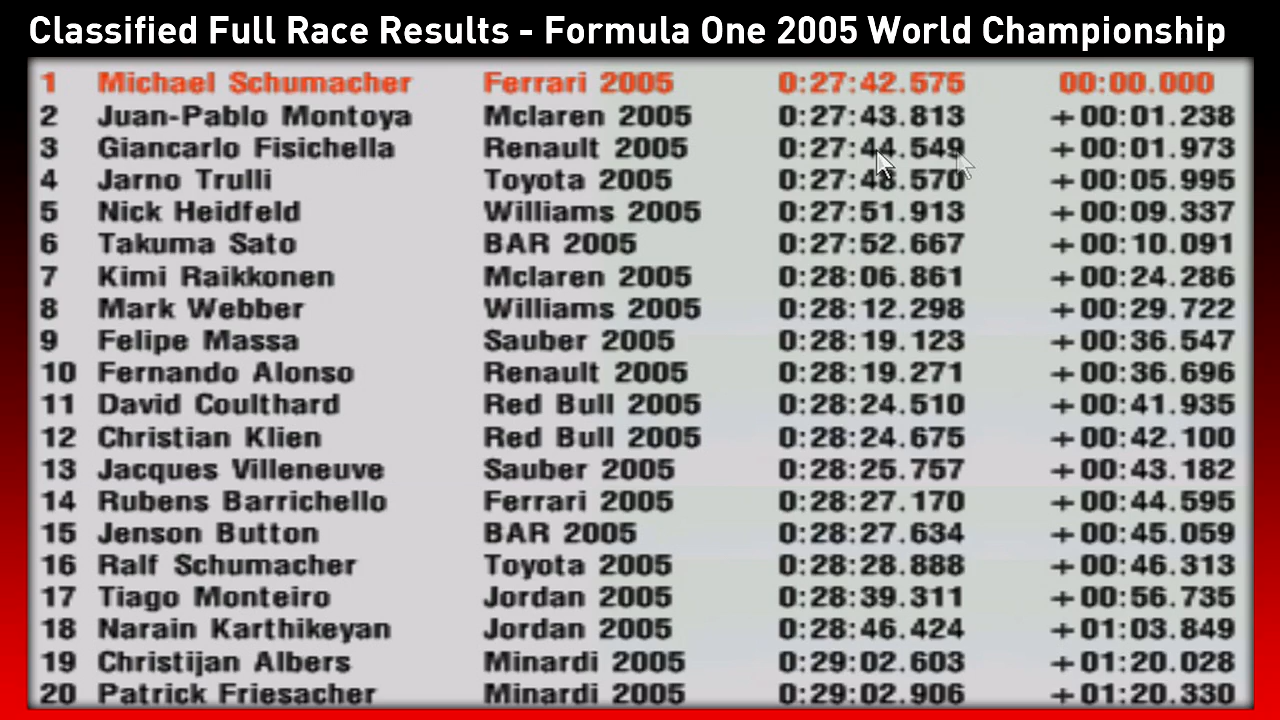 Classified Full Race Results - Formula One 2005 World Championship
1 Michael Schumacher Ferrari 2005 0:27:42.575 00:00.000
2 Juan-Pablo Montoya Mclaren 2005 0:27:43.813 +00:01.238
3 Giancarlo Fisichella Renault 2005 0:27:44.549 +00:01.973
4 Jarno Trulli Toyota 2005 0:27:48.570 +00:05.995
5 Nick Heidfeld Williams 2005 0:27:51.913 +00:09.337
6 Takuma Sato BAR 2005 0:27:52.667 +00:10.091
7 Kimi Raikkonen Mclaren 2005 0:28:06.861 +00:24.286
8 Mark Webber Williams 2005 0:28:12.298 +00:29.722
9 Felipe Massa Sauber 2005 0:28:19.123 +00:36.547
10 Fernando Alonso Renault 2005 0:28:19.271 +00:36.696
11 David Coulthard Red Bull 2005 0:28:24.510 +00:41.935
12 Christian Klien Red Bull 2005 0:28:24.675 +00:42.100
13 Jacques Villeneuve Sauber 2005 0:28:25.757 +00:43.182
14 Rubens Barrichello Ferrari 2005 0:28:27.170 +00:44.595
15 Jenson Button BAR 2005 0:28:27.634 +00:45.059
16 Ralf Schumacher Toyota 2005 0:28:28.888 +00:46.313
17 Tiago Monteiro Jordan 2005 0:28:39.311 +00:56.735
18 Narain Karthikeyan Jordan 2005 0:28:46.424 +01:03.849
19 Christijan Albers Minardi 2005 0:29:02.603 +01:20.028
20 Patrick Friesacher Minardi 2005 0:29:02.906 +01:20.330